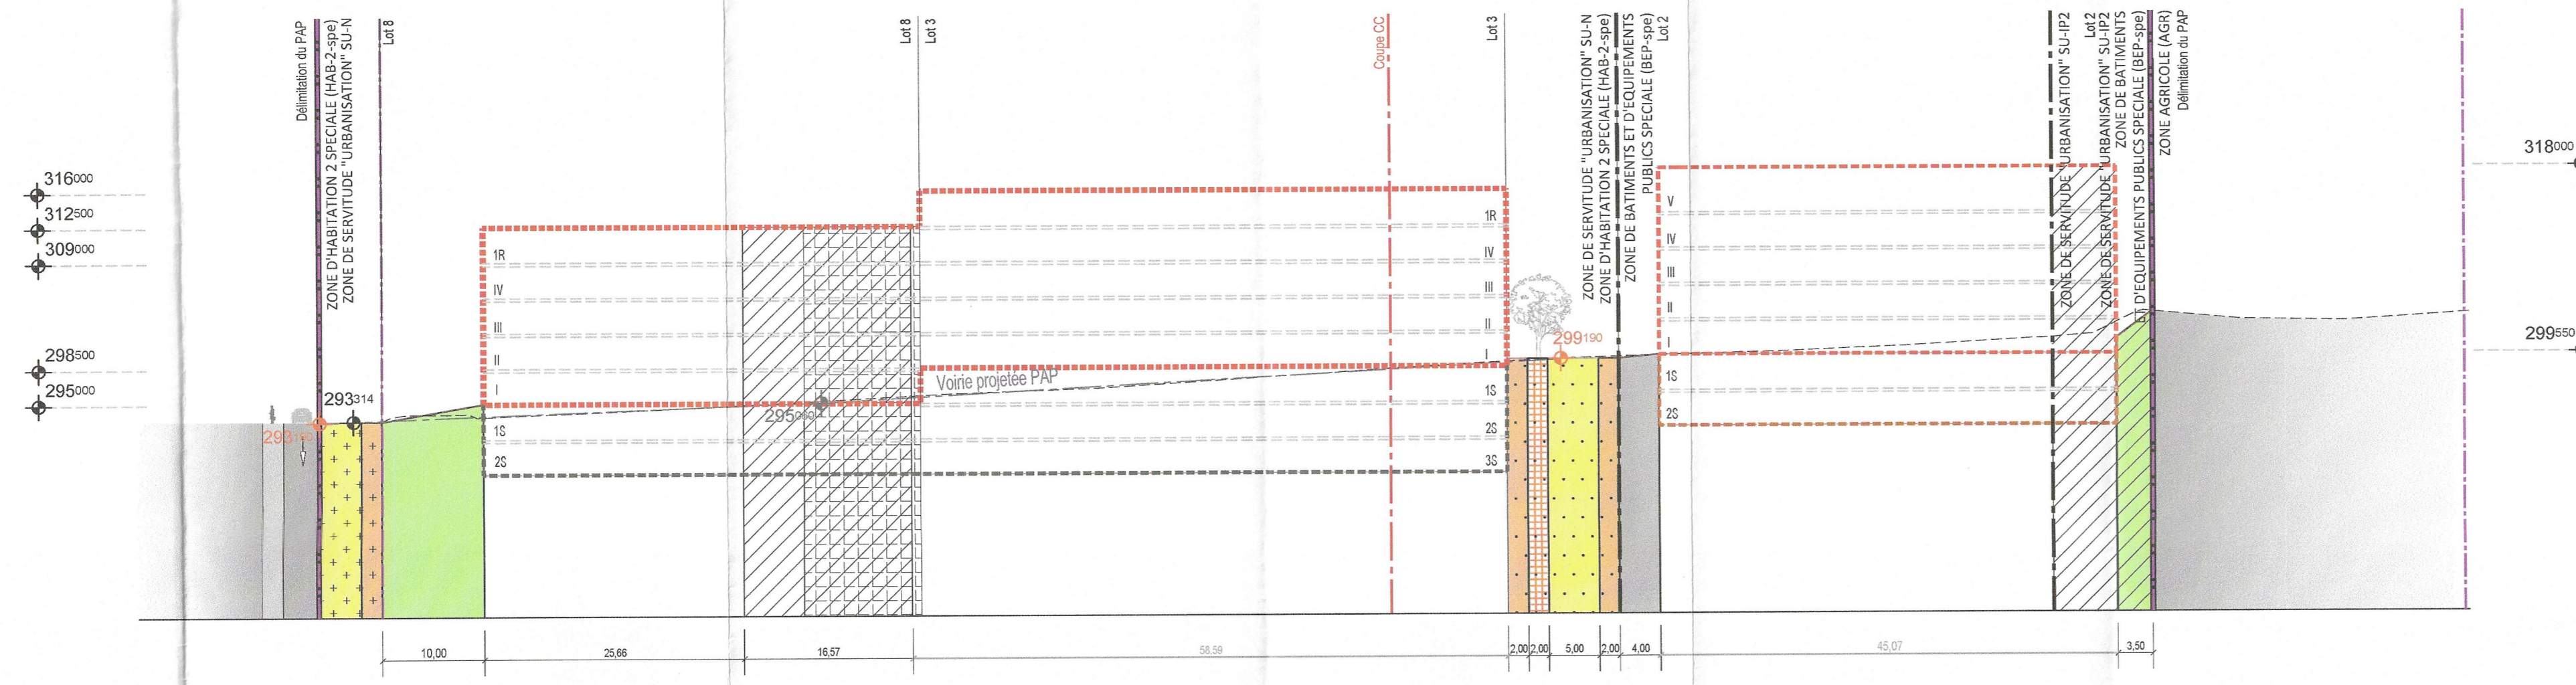 316000
312500
309000
298500
295000
Délimitation du PAP
ZONE D'HABITATION 2 SPECIALE (HAB-2-spe)
ZONE DE SERVITUDE "URBANISATION" SU-N
Lot 8
293314
1R
IV
III
II
I
1S
2S
Lot 8
Lot 3
Voirie projetée PAP
Coupe CC
Lot 3
1R
IV
III
II
I
1S
2S
3S
299190
ZONE DE SERVITUDE "URBANISATION" SU-N
ZONE D'HABITATION 2 SPECIALE (HAB-2-spe)
ZONE DE BATIMENTS ET D'EQUIPEMENTS
PUBLICS SPECIALE (BEP-spe)
Lot 2
V
IV
III
II
I
1S
2S
ZONE DE SERVITUDE "URBANISATION" SU-IP2
Lot 2
ZONE DE SERVITUDE "URBANISATION" SU-IP2
ZONE DE BATIMENTS
ET D'EQUIPEMENTS PUBLICS SPECIALE (BEP-spe)
ZONE AGRICOLE (AGR)
Délimitation du PAP
318000
299550
10,00
25,66
16,57
58,59
2,00
2,00
5,00
2,00
4,00
45,07
3,50